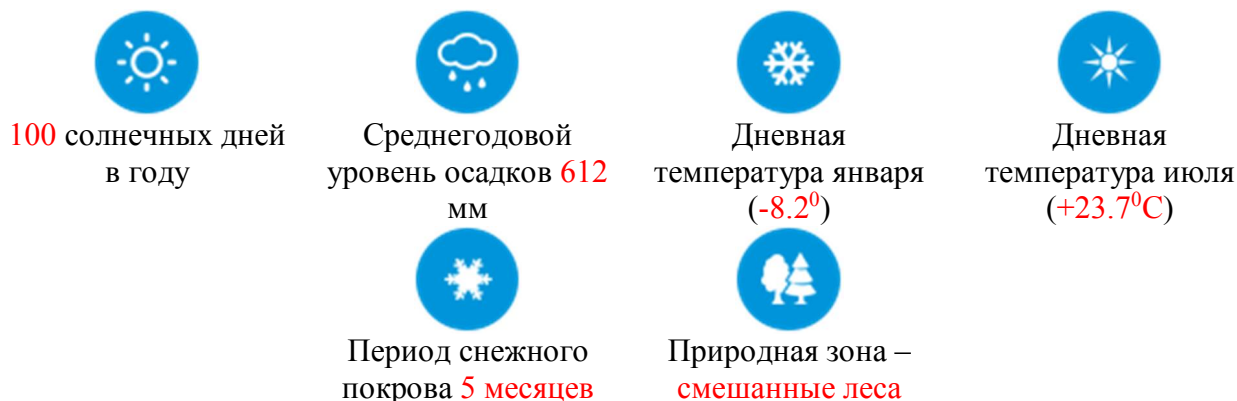 100 солнечных дней
в году
Среднегодовой
уровень осадков 612
мм
Дневная
температура января
(-8.2⁰)
Дневная
температура июля
(+23.7⁰С)
Период снежного
покрова 5 месяцев
Природная зона –
смешанные леса